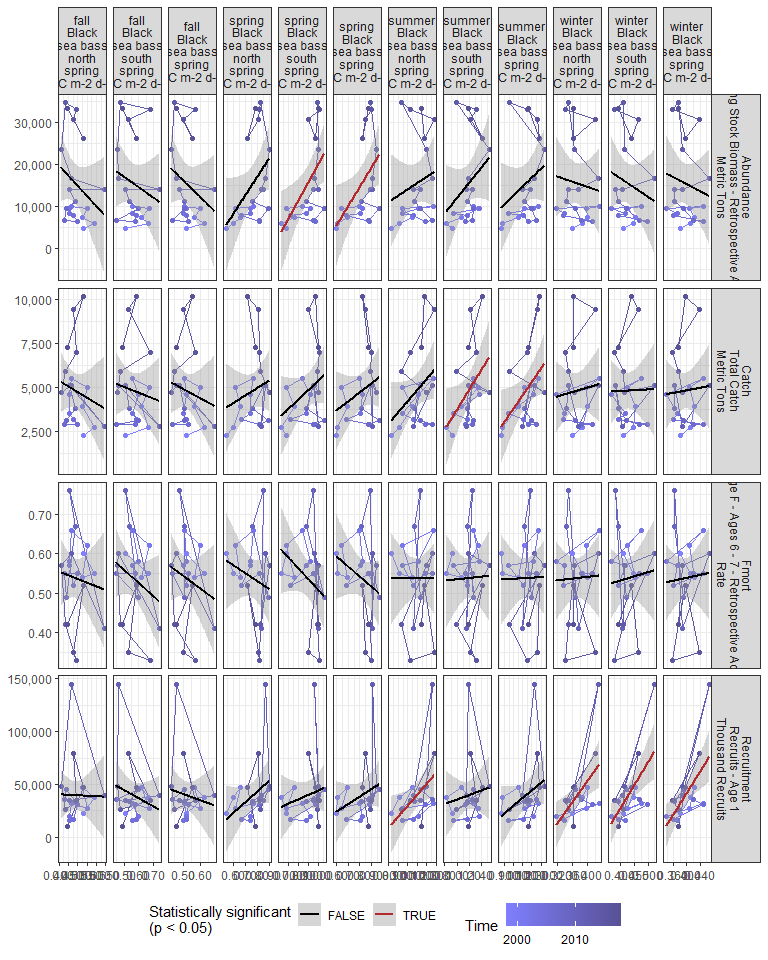 fall
Black
sea bass
north
spring
C m-2 d-
fall
Black
sea bass
south
spring
C m-2 d-
fall
Black
sea bass
spring
C m-2 d-
spring
Black
sea bass
north
spring
C m-2 d-
spring
Black
sea bass
south
spring
C m-2 d-
spring
Black
sea bass
spring
C m-2 d-
summer
Black
sea bass
north
spring
C m-2 d-
summer
Black
sea bass
south
spring
C m-2 d-
summer
Black
sea bass
spring
C m-2 d-
winter
Black
sea bass
north
spring
C m-2 d-
winter
Black
sea bass
south
spring
C m-2 d-
winter
Black
sea bass
spring
C m-2 d-
30,000
20,000
10,000
0
Abundance
Stock Biomass - Retrospective
Metric Tons
10,000
7,500
5,000
2,500
Catch
Total Catch
Metric Tons
0.70
0.60
0.50
0.40
Fmort
F - Ages 6 - 7 - Retrospective
Rate
150,000
100,000
50,000
0
Recruitment
Recruits - Age 1
Thousand Recruits
0.50 0.60
Statistically significant
(p < 0.05)
FALSE
TRUE
Time
2000
2010